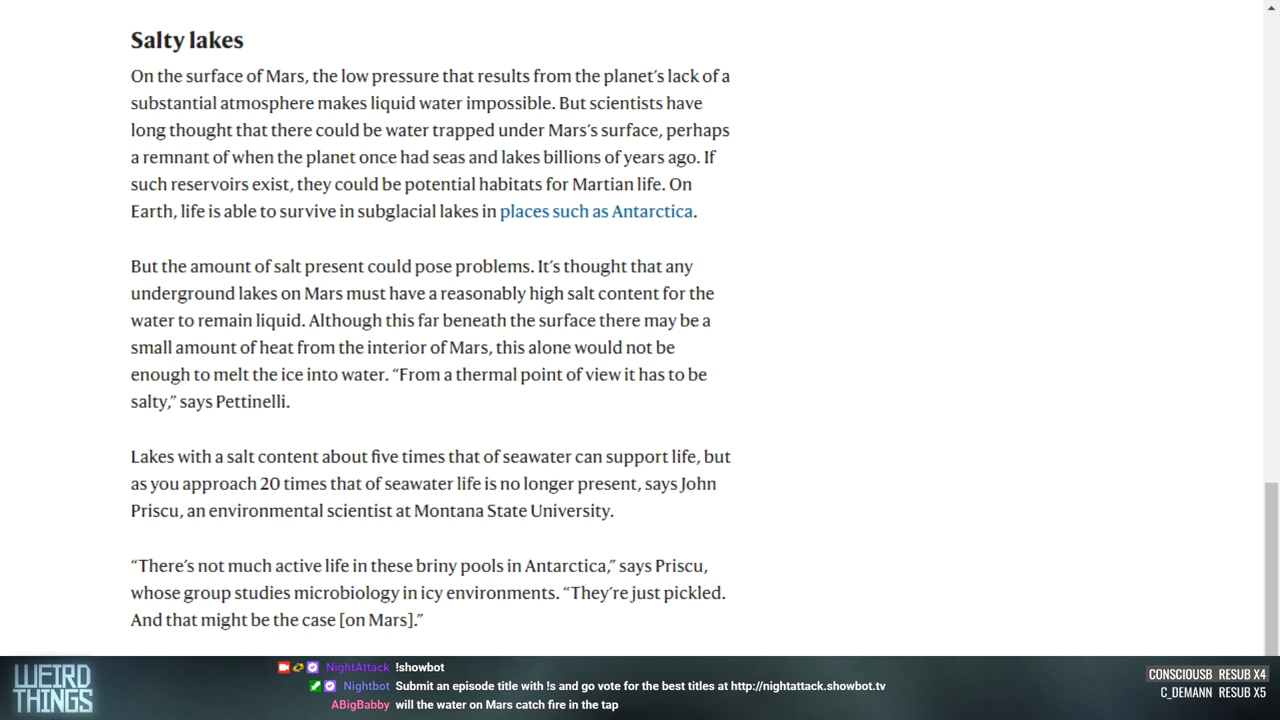 Salty lakes
On the surface of Mars, the low pressure that results from the planet’s lack of a
substantial atmosphere makes liquid water impossible. But scientists have
long thought that there could be water trapped under Mars’s surface, perhaps
a remnant of when the planet once had seas and lakes billions of years ago. If
such reservoirs exist, they could be potential habitats for Martian life. On
Earth, life is able to survive in subglacial lakes in places such as Antarctica.
But the amount of salt present could pose problems. It’s thought that any
underground lakes on Mars must have a reasonably high salt content for the
water to remain liquid. Although this far beneath the surface there may be a
small amount of heat from the interior of Mars, this alone would not be
enough to melt the ice into water. “From a thermal point of view it has to be
salty,” says Pettinelli.
Lakes with a salt content about five times that of seawater can support life, but
as you approach 20 times that of seawater life is no longer present, says John
Priscu, an environmental scientist at Montana State University.
“There’s not much active life in these briny pools in Antarctica,” says Priscu,
whose group studies microbiology in icy environments. “They’re just pickled.
And that might be the case [on Mars].”
WEIRD
THINGS
NightAttack !showbot
Nightbot Submit an episode title with !s and go vote for the best titles at http://nightattack.showbot.tv
ABigBabby will the water on Mars catch fire in the tap
CONSCIOUSB RESUB X4
C_DEMANN RESUB X5